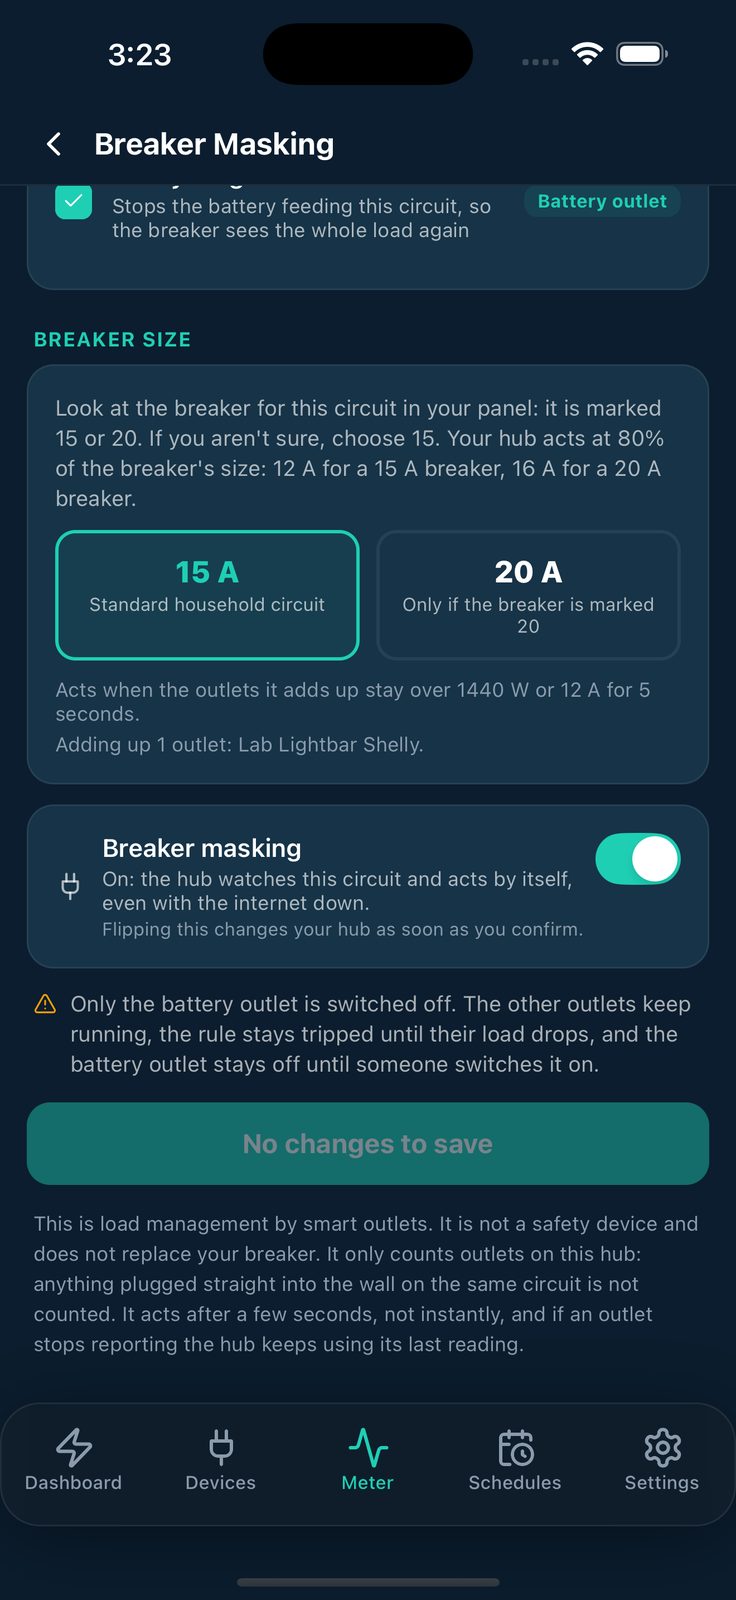 3:23
Breaker Masking
Stops the battery feeding this circuit, so
the breaker sees the whole load again
Battery outlet
BREAKER SIZE
Look at the breaker for this circuit in your panel: it is marked
15 or 20. If you aren't sure, choose 15. Your hub acts at 80%
of the breaker's size: 12 A for a 15 A breaker, 16 A for a 20 A
breaker.
15 A
Standard household circuit
20 A
Only if the breaker is marked
20
Acts when the outlets it adds up stay over 1440 W or 12 A for 5
seconds.
Adding up 1 outlet: Lab Lightbar Shelly.
Breaker masking
On: the hub watches this circuit and acts by itself,
even with the internet down.
Flipping this changes your hub as soon as you confirm.
Only the battery outlet is switched off. The other outlets keep
running, the rule stays tripped until their load drops, and the
battery outlet stays off until someone switches it on.
No changes to save
This is load management by smart outlets. It is not a safety device and
does not replace your breaker. It only counts outlets on this hub:
anything plugged straight into the wall on the same circuit is not
counted. It acts after a few seconds, not instantly, and if an outlet
stops reporting the hub keeps using its last reading.
Dashboard
Devices
Meter
Schedules
Settings